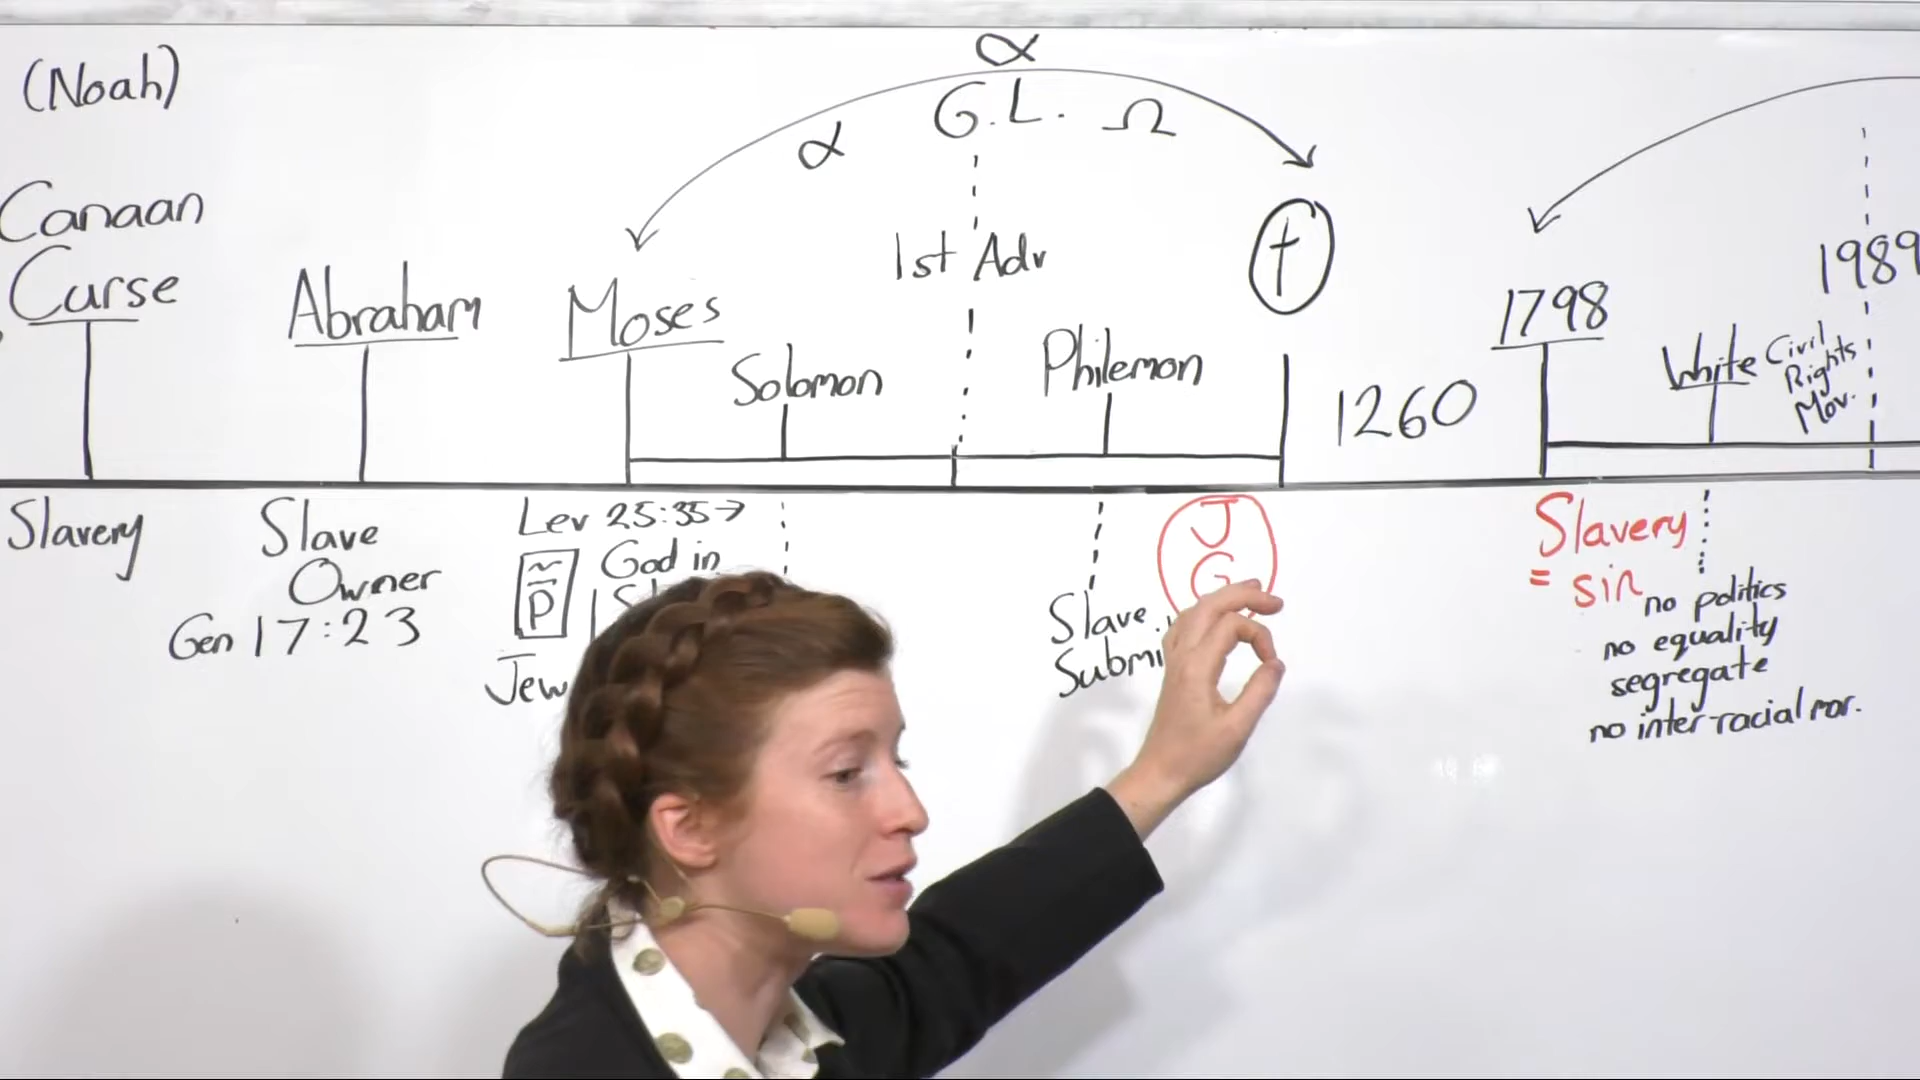 (Noah)
Canaan
Curse
Abraham
Moses
α
G.L.
α
Ω
1st Adv
Solomon
Philemon
†
1260
1798
White
Civil
Rights
Mov.
1989
Slavery
Slave
Owner
Gen 17:23
Lev 25:35→
God in
P
Jew
Slave
J
G
Slavery
= sin
no politics
no equality
segregate
no inter-racial mar.